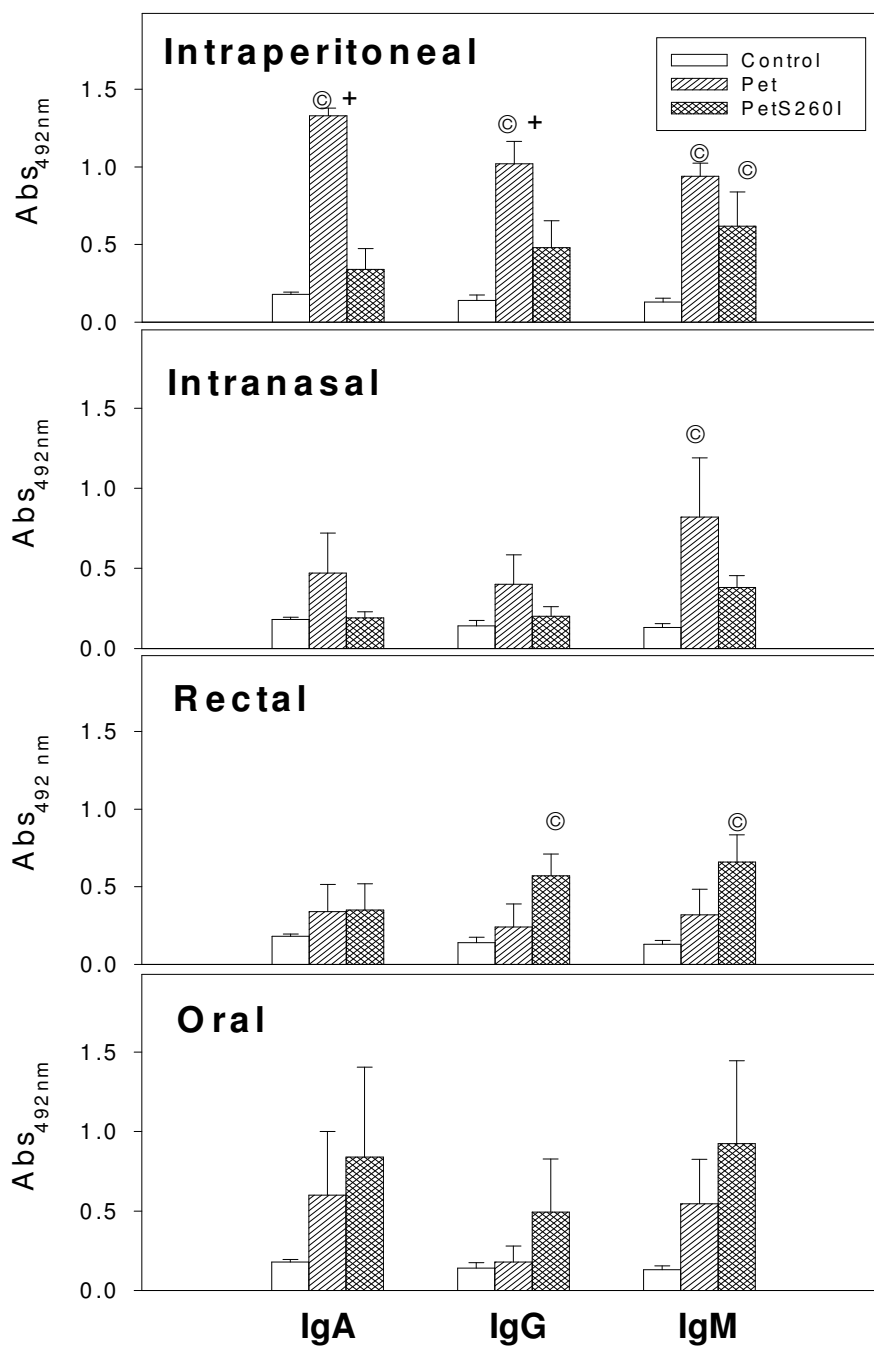 Intraperitoneal
Control
Pet
PetS260I
Abs492nm
1.5
1.0
0.5
0.0
© +
© +
©
©
Intranasal
Abs492nm
1.5
1.0
0.5
0.0
©
Rectal
Abs492 nm
1.5
1.0
0.5
0.0
©
©
Oral
Abs492nm
1.5
1.0
0.5
0.0
IgA IgG IgM